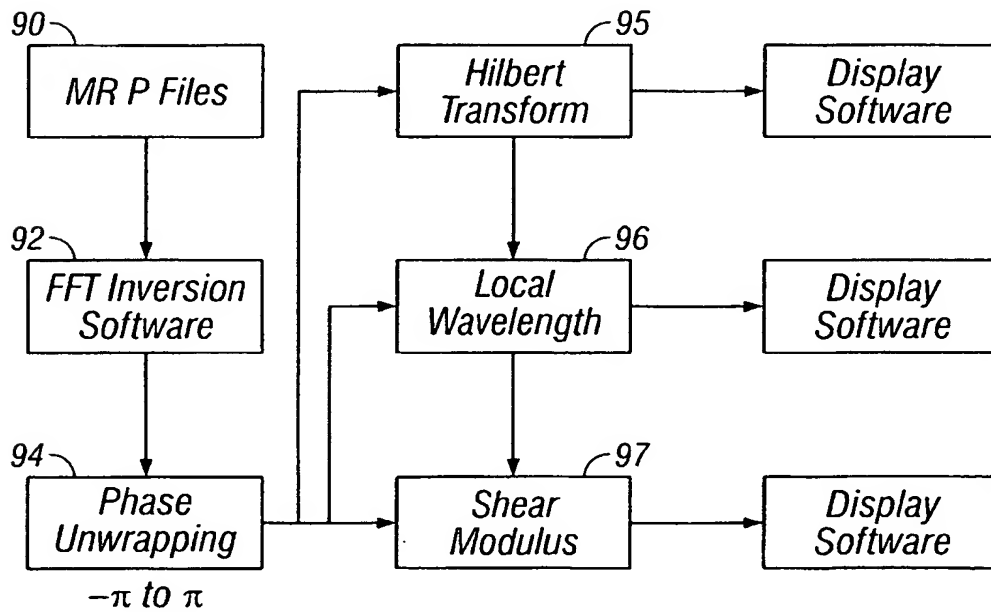 90
MR P Files
95
Hilbert
Transform
Display
Software
92
FFT Inversion
Software
96
Local
Wavelength
Display
Software
94
Phase
Unwrapping
−π to π
97
Shear
Modulus
Display
Software